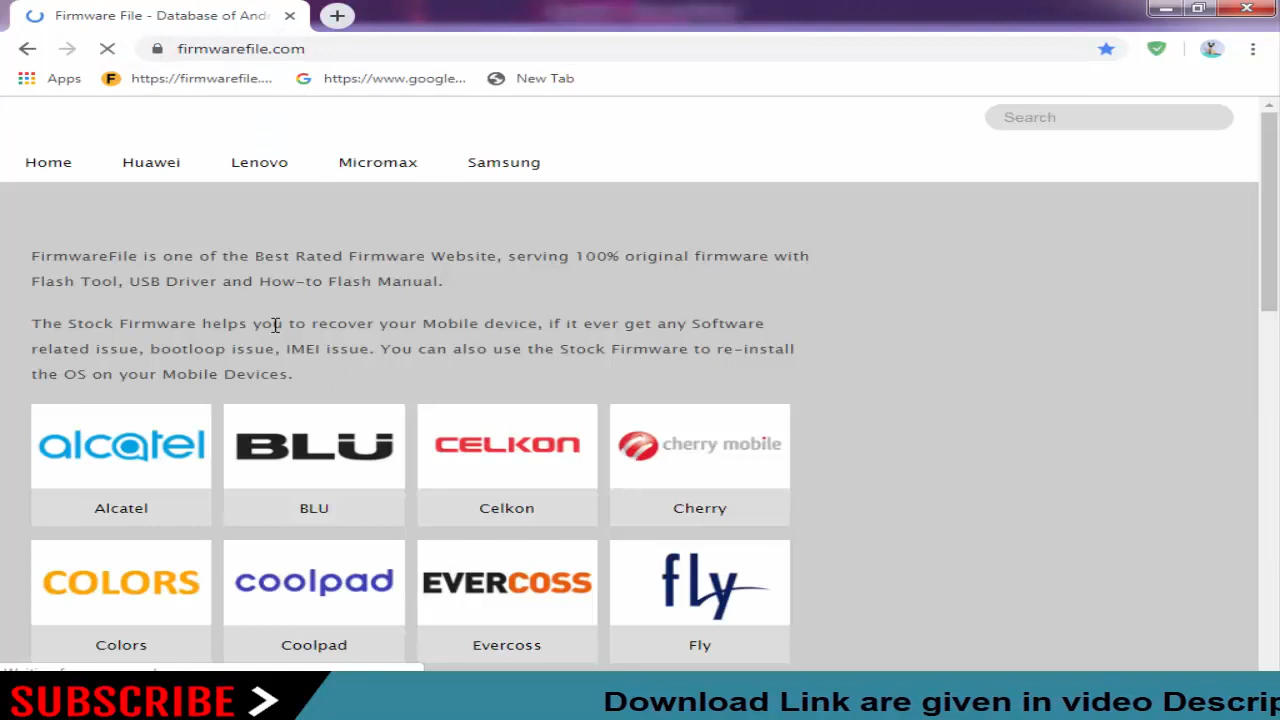 Firmware File - Database of Andr
firmwarefile.com
Apps
https://firmwarefile....
https://www.google...
New Tab
Search
Home
Huawei
Lenovo
Micromax
Samsung
FirmwareFile is one of the Best Rated Firmware Website, serving 100% original firmware with
Flash Tool, USB Driver and How-to Flash Manual.
The Stock Firmware helps you to recover your Mobile device, if it ever get any Software
related issue, bootloop issue, IMEI issue. You can also use the Stock Firmware to re-install
the OS on your Mobile Devices.
alcatel
BLU
CELKON
cherry mobile
Alcatel
BLU
Celkon
Cherry
COLORS
coolpad
EVERCOSS
fly
Colors
Coolpad
Evercoss
Fly
SUBSCRIBE
Download Link are given in video Descrip